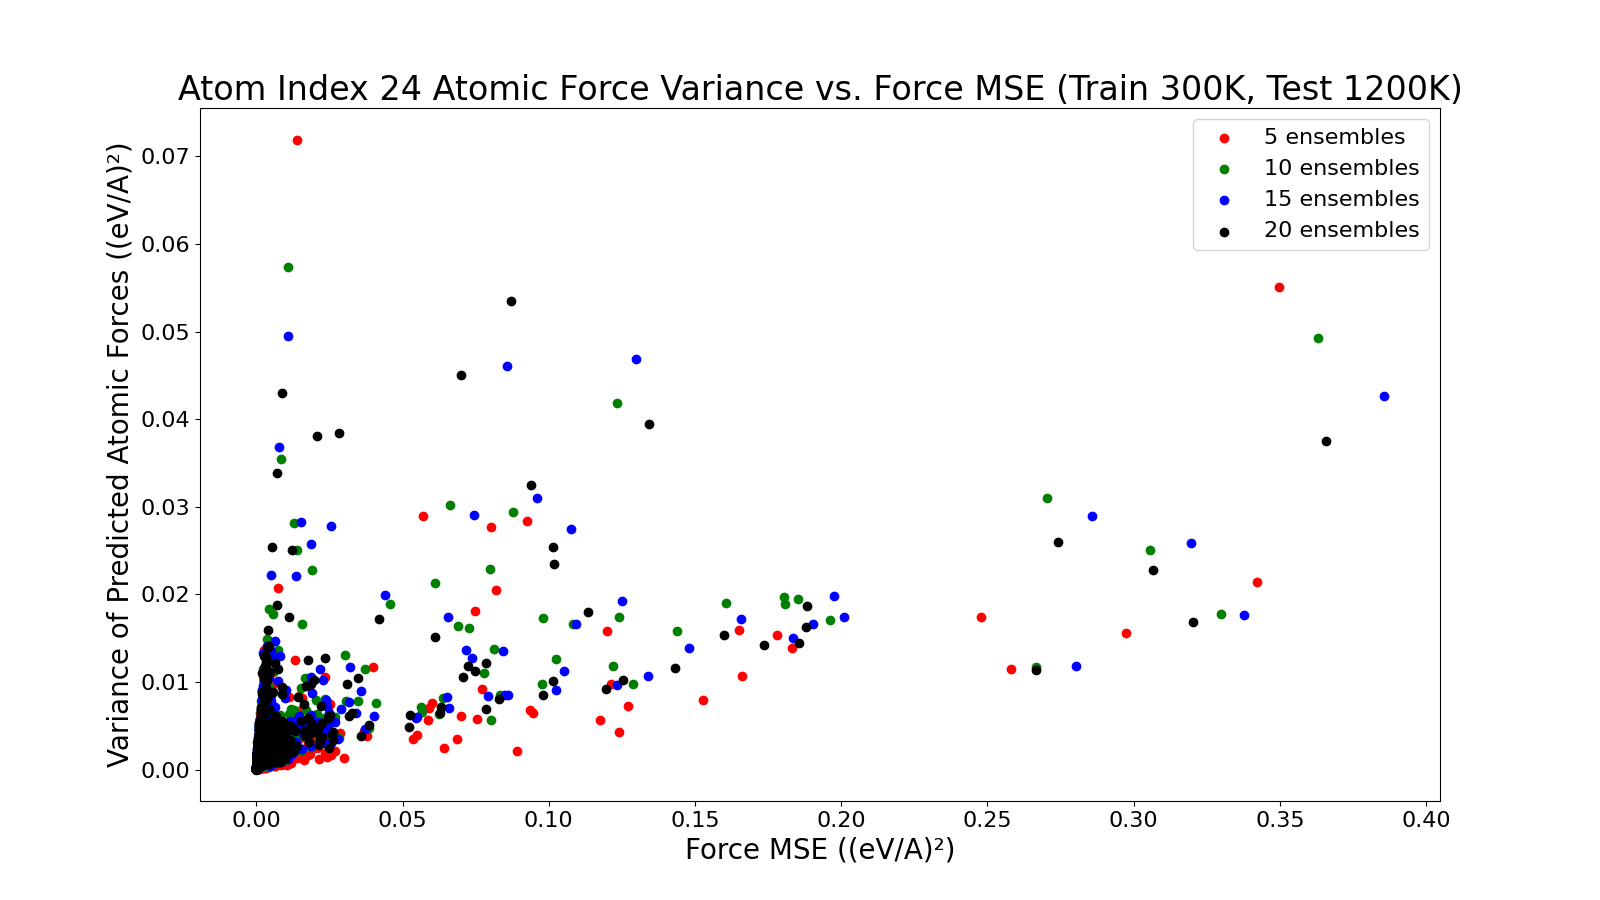 Atom Index 24 Atomic Force Variance vs. Force MSE (Train 300K, Test 1200K)
5 ensembles
10 ensembles
15 ensembles
20 ensembles
Variance of Predicted Atomic Forces ((eV/A)²)
0.07
0.06
0.05
0.04
0.03
0.02
0.01
0.00
0.00 0.05 0.10 0.15 0.20 0.25 0.30 0.35 0.40
Force MSE ((eV/A)²)